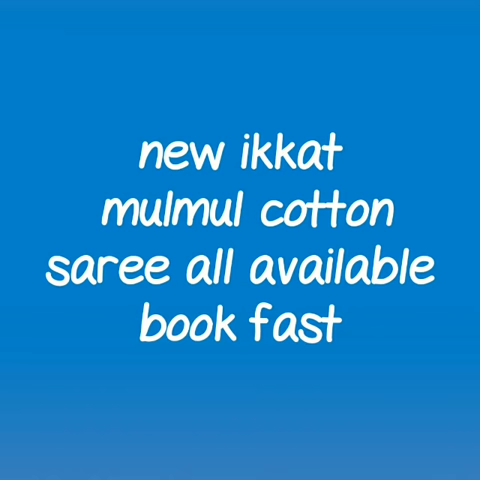 new ikkat
mulmul cotton
saree all available
book fast